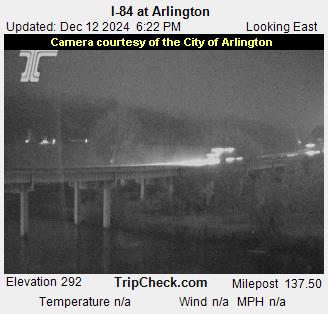 I-84 at Arlington
Updated: Dec 12 2024 6:22 PM Looking East
Camera courtesy of the City of Arlington
Elevation 292 TripCheck.com Milepost 137.50
Temperature n/a Wind n/a MPH n/a